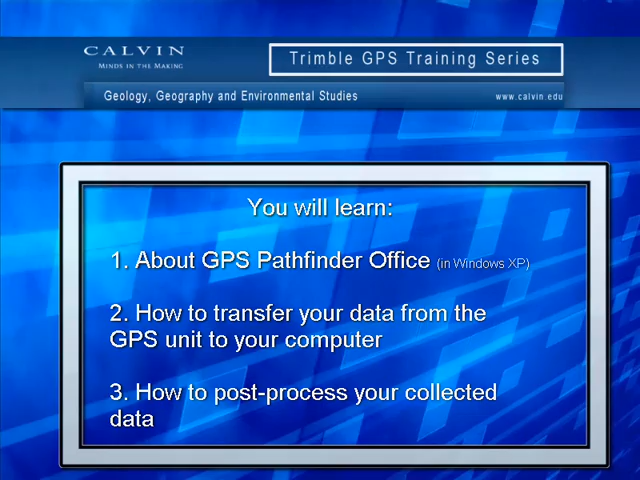 CALVIN
MINDS IN THE MAKING
Trimble GPS Training Series
Geology, Geography and Environmental Studies
www.calvin.edu
You will learn:
1. About GPS Pathfinder Office (in Windows XP)
2. How to transfer your data from the
GPS unit to your computer
3. How to post-process your collected
data